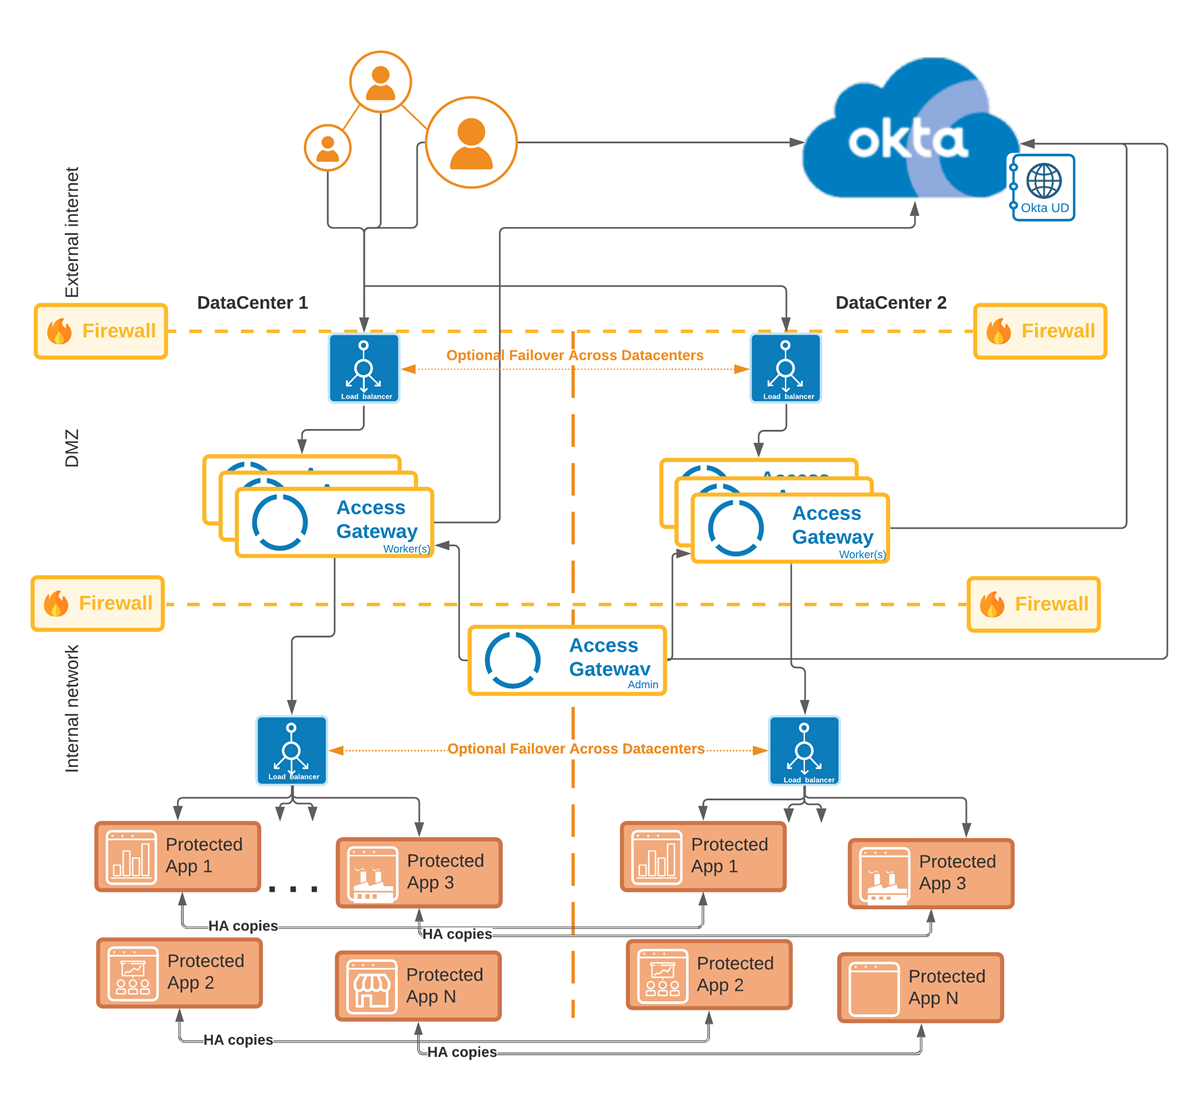 okta
Okta UD
External internet
DataCenter 1
DataCenter 2
Firewall
Firewall
Optional Failover Across Datacenters
Load balancer
Load balancer
DMZ
Access
Access
Gateway
Worker(s)
Access
Gateway
Worker(s)
Firewall
Firewall
Access
Gateway
Admin
Internal network
Optional Failover Across Datacenters
Load balancer
Load balancer
Protected
App 1
. . .
Protected
App 3
Protected
App 1
Protected
App 3
HA copies
HA copies
Protected
App 2
Protected
App N
Protected
App 2
Protected
App N
HA copies
HA copies